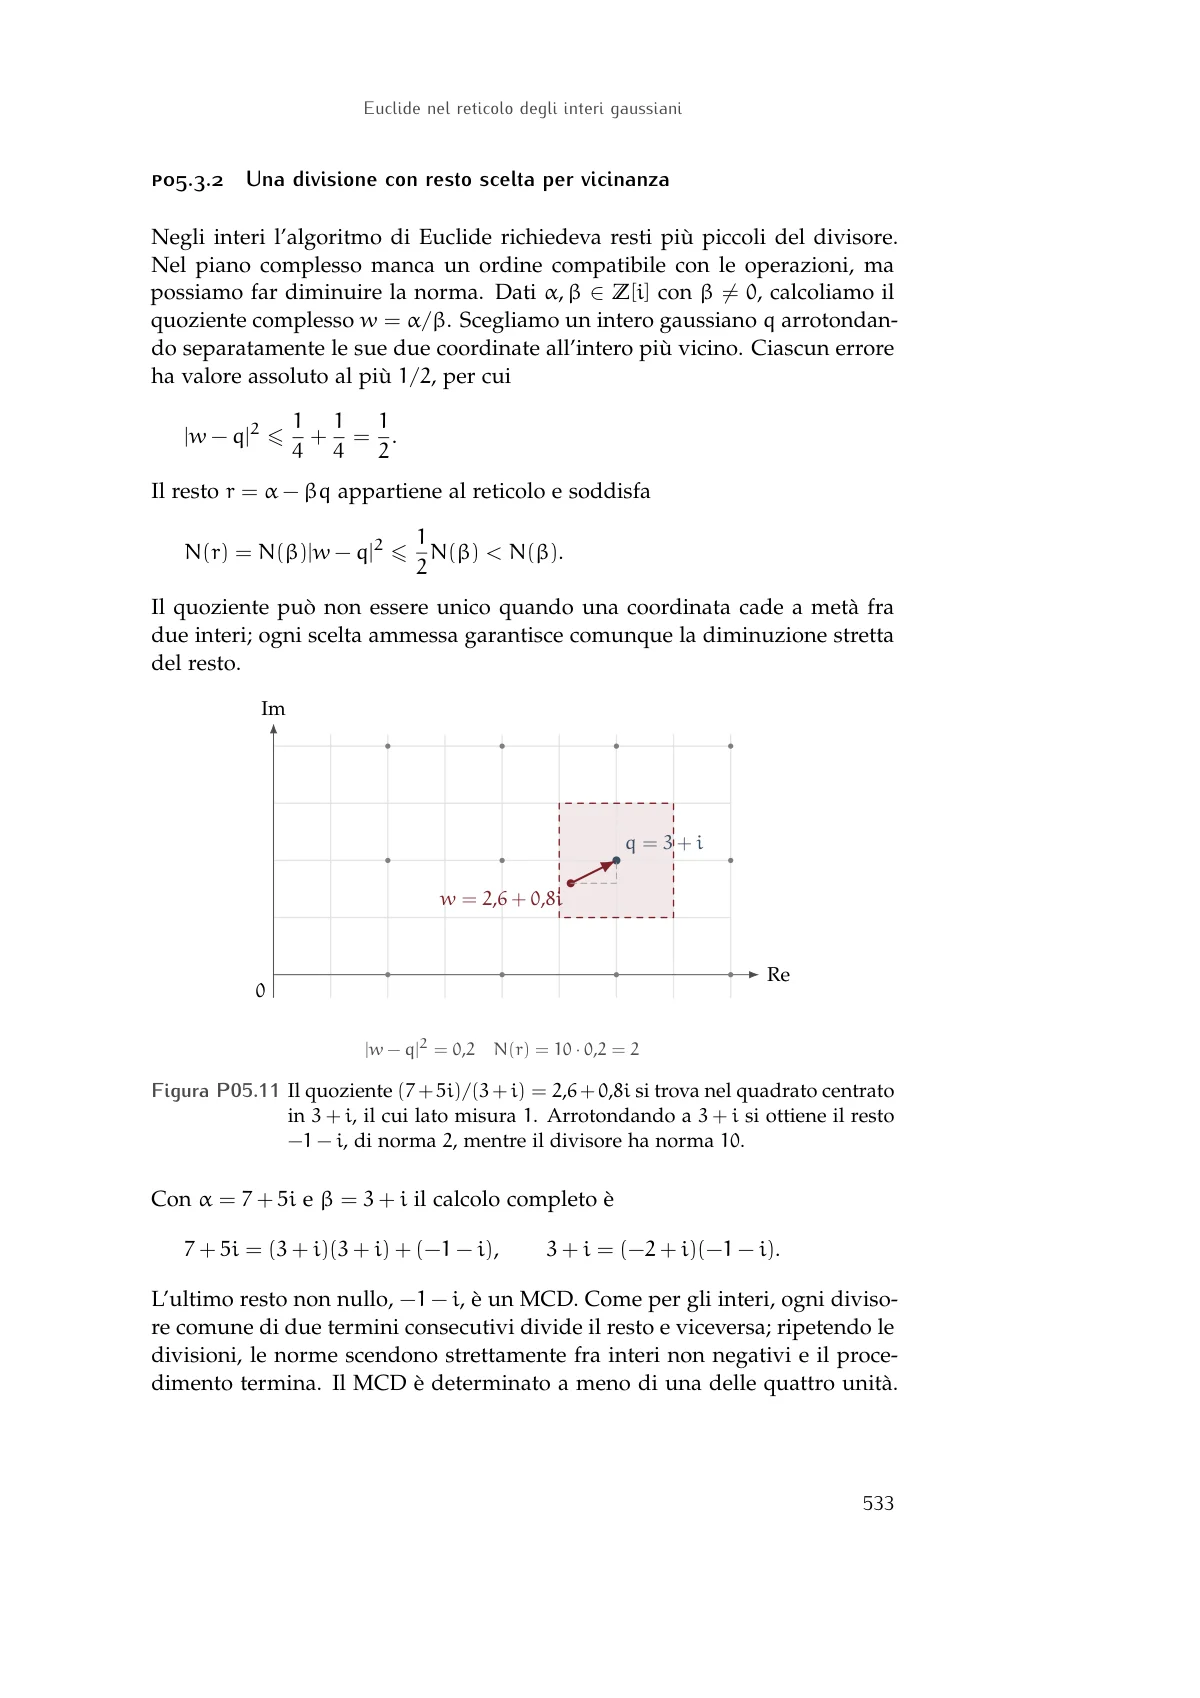 Euclide nel reticolo degli interi gaussiani
P05.3.2 Una divisione con resto scelta per vicinanza
Negli interi l'algoritmo di Euclide richiedeva resti più piccoli del divisore.
Nel piano complesso manca un ordine compatibile con le operazioni, ma
possiamo far diminuire la norma. Dati α, β ∈ ℤ[i] con β ≠ 0, calcoliamo il
quoziente complesso w = α/β. Scegliamo un intero gaussiano q arrotondan-
do separatamente le sue due coordinate all'intero più vicino. Ciascun errore
ha valore assoluto al più 1/2, per cui
|w − q|² ⩽ 1/4 + 1/4 = 1/2.
Il resto r = α − βq appartiene al reticolo e soddisfa
N(r) = N(β)|w − q|² ⩽ 1/2 N(β) < N(β).
Il quoziente può non essere unico quando una coordinata cade a metà fra
due interi; ogni scelta ammessa garantisce comunque la diminuzione stretta
del resto.
Im
q = 3 + i
w = 2,6 + 0,8i
Re
0
|w − q|² = 0,2 N(r) = 10 · 0,2 = 2
Figura P05.11 Il quoziente (7 + 5i)/(3 + i) = 2,6 + 0,8i si trova nel quadrato centrato
in 3 + i, il cui lato misura 1. Arrotondando a 3 + i si ottiene il resto
−1 − i, di norma 2, mentre il divisore ha norma 10.
Con α = 7 + 5i e β = 3 + i il calcolo completo è
7 + 5i = (3 + i)(3 + i) + (−1 − i), 3 + i = (−2 + i)(−1 − i).
L'ultimo resto non nullo, −1 − i, è un MCD. Come per gli interi, ogni diviso-
re comune di due termini consecutivi divide il resto e viceversa; ripetendo le
divisioni, le norme scendono strettamente fra interi non negativi e il proce-
dimento termina. Il MCD è determinato a meno di una delle quattro unità.
533